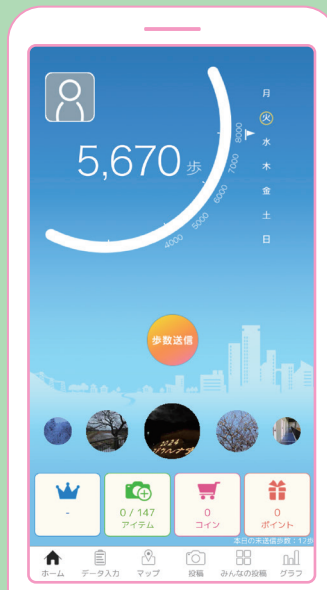 月
火
水
木
金
土
日
5,670 歩
8000
7000
6000
5000
4000
歩数送信
-
0 / 147
アイテム
0
コイン
0
ポイント
本日の未送信歩数：12歩
ホーム
データ入力
マップ
投稿
みんなの投稿
グラフ